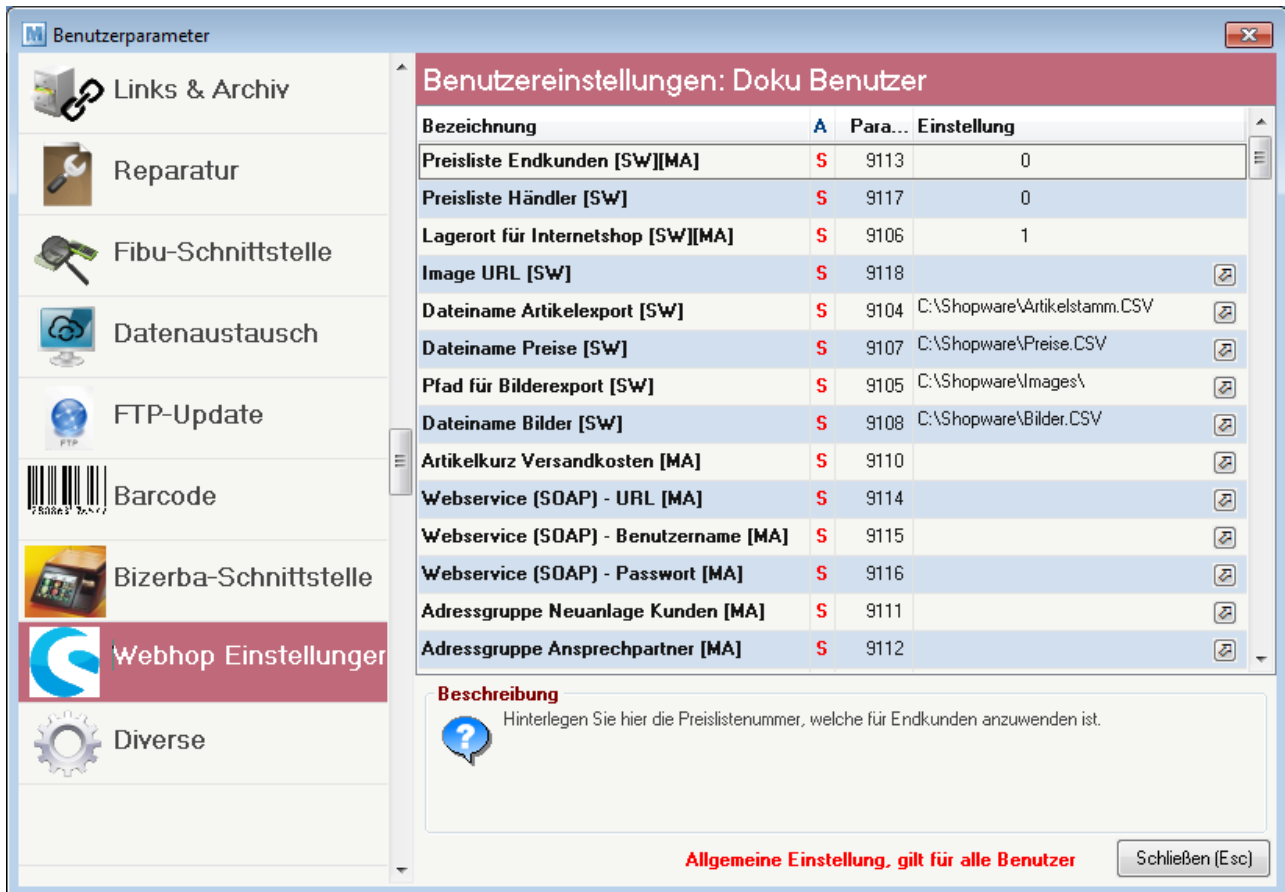 Benutzerparameter
Links & Archiv
Reparatur
Fibu-Schnittstelle
Datenaustausch
FTP-Update
FTP
Barcode
Bizerba-Schnittstelle
Webhop Einstellunger
Diverse
Benutzereinstellungen: Doku Benutzer
Bezeichnung A Para... Einstellung
Preisliste Endkunden [SW][MA] S 9113 0
Preisliste Händler [SW] S 9117 0
Lagerort für Internetshop [SW][MA] S 9106 1
Image URL [SW] S 9118
Dateiname Artikelexport [SW] S 9104 C:\Shopware\Artikelstamm.CSV
Dateiname Preise [SW] S 9107 C:\Shopware\Preise.CSV
Pfad für Bilderexport [SW] S 9105 C:\Shopware\Images\
Dateiname Bilder [SW] S 9108 C:\Shopware\Bilder.CSV
Artikelkurz Versandkosten [MA] S 9110
Webservice (SOAP) - URL [MA] S 9114
Webservice (SOAP) - Benutzername [MA] S 9115
Webservice (SOAP) - Passwort [MA] S 9116
Adressgruppe Neuanlage Kunden [MA] S 9111
Adressgruppe Ansprechpartner [MA] S 9112
Beschreibung
Hinterlegen Sie hier die Preislistenummer, welche für Endkunden anzuwenden ist.
Allgemeine Einstellung, gilt für alle Benutzer
Schließen (Esc)